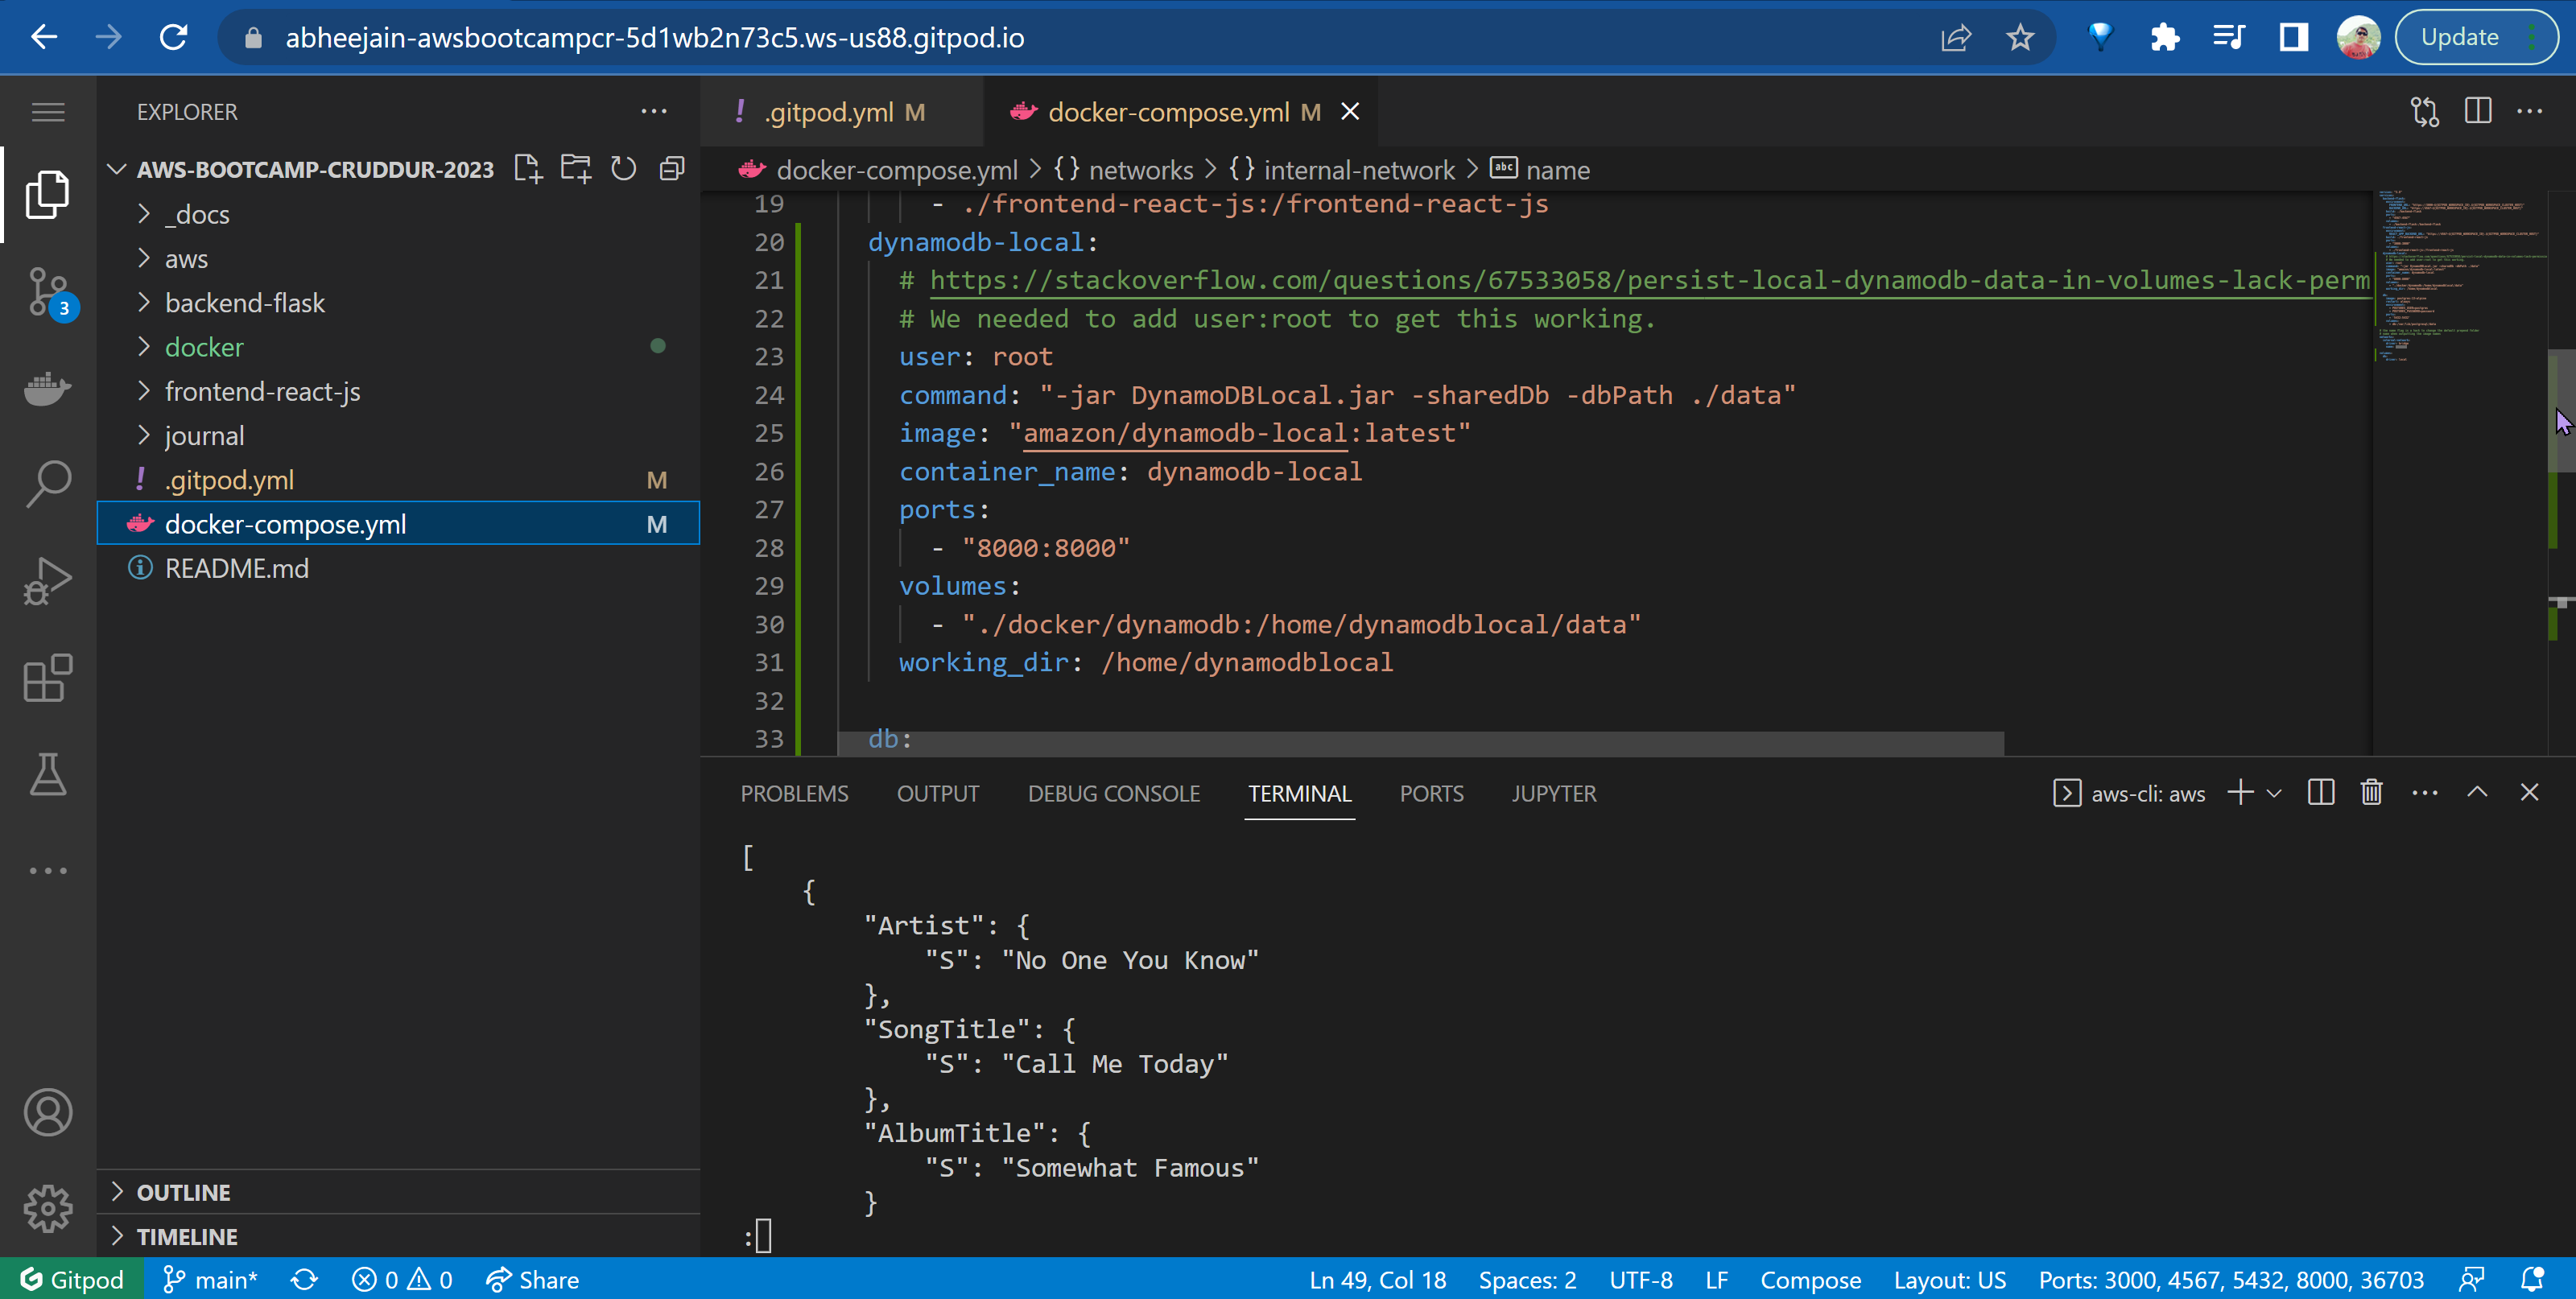 abheejain-awsbootcampcr-5d1wb2n73c5.ws-us88.gitpod.io
Update
EXPLORER
.gitpod.yml M
docker-compose.yml M
AWS-BOOTCAMP-CRUDDUR-2023
docker-compose.yml > {} networks > {} internal-network > abc name
_docs
aws
backend-flask
docker
frontend-react-js
journal
.gitpod.yml M
docker-compose.yml M
README.md
3
19 - ./frontend-react-js:/frontend-react-js
20 dynamodb-local:
21 # https://stackoverflow.com/questions/67533058/persist-local-dynamodb-data-in-volumes-lack-perm
22 # We needed to add user:root to get this working.
23 user: root
24 command: "-jar DynamoDBLocal.jar -sharedDb -dbPath ./data"
25 image: "amazon/dynamodb-local:latest"
26 container_name: dynamodb-local
27 ports:
28 - "8000:8000"
29 volumes:
30 - "./docker/dynamodb:/home/dynamodblocal/data"
31 working_dir: /home/dynamodblocal
32
33 db:
PROBLEMS OUTPUT DEBUG CONSOLE TERMINAL PORTS JUPYTER
aws-cli: aws
[
{
"Artist": {
"S": "No One You Know"
},
"SongTitle": {
"S": "Call Me Today"
},
"AlbumTitle": {
"S": "Somewhat Famous"
}
:
OUTLINE
TIMELINE
Gitpod main* 0 0 Share Ln 49, Col 18 Spaces: 2 UTF-8 LF Compose Layout: US Ports: 3000, 4567, 5432, 8000, 36703